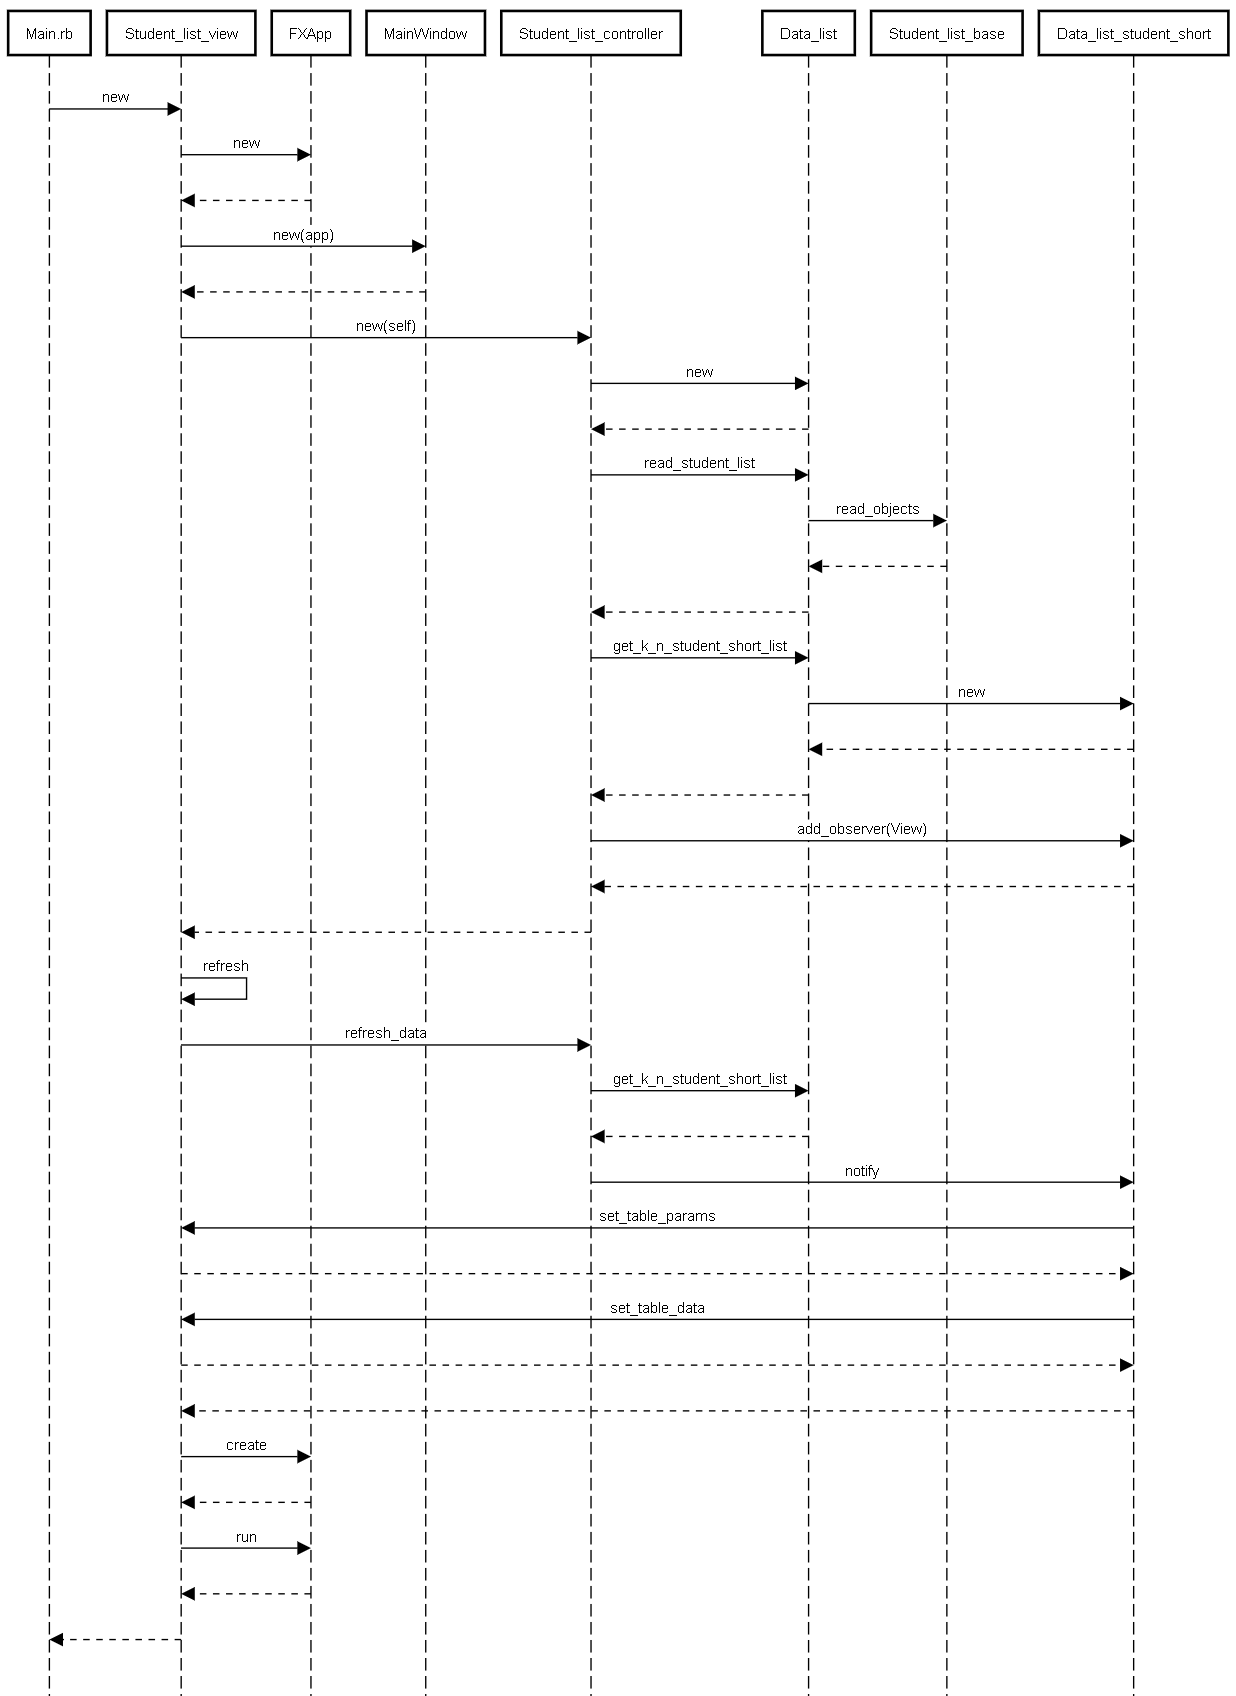 Main.rb
Student_list_view
FXApp
MainWindow
Student_list_controller
Data_list
Student_list_base
Data_list_student_short
new
new
new(app)
new(self)
new
read_student_list
read_objects
get_k_n_student_short_list
new
add_observer(View)
refresh
refresh_data
get_k_n_student_short_list
notify
set_table_params
set_table_data
create
run